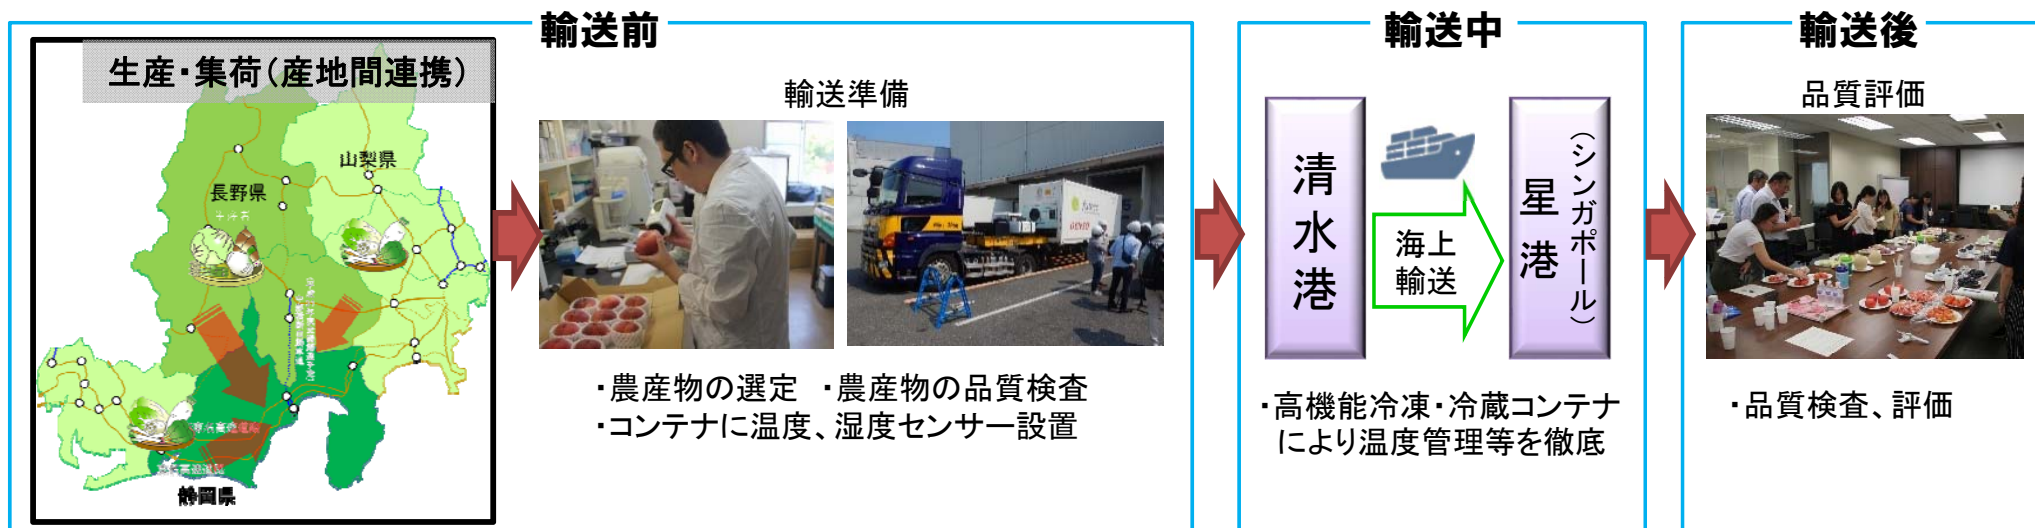 輸送前
生産・集荷(産地間連携)
山梨県
長野県
静岡県
輸送準備
・農産物の選定 ・農産物の品質検査
・コンテナに温度、湿度センサー設置
輸送中
清水港
海上
輸送
星港
(シンガポール)
・高機能冷凍・冷蔵コンテナ
により温度管理等を徹底
輸送後
品質評価
・品質検査、評価